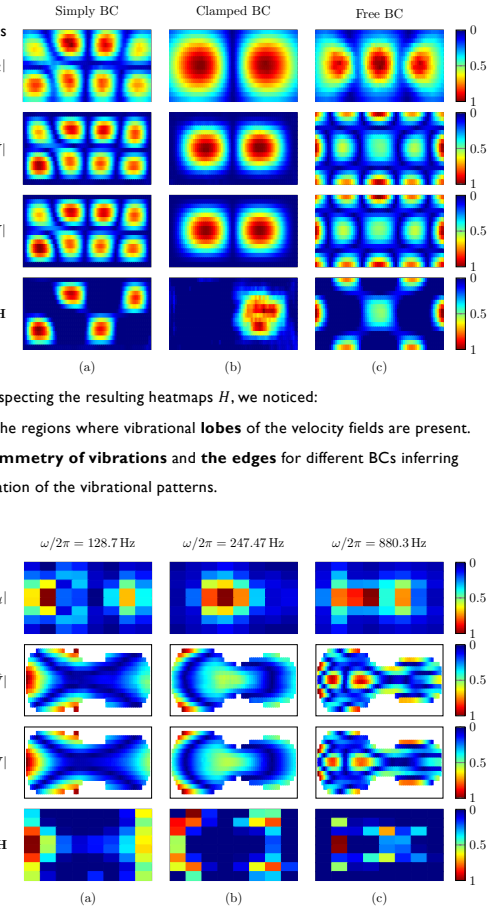 Simply BC Clamped BC Free BC
s
0
0.5
1
0
0.5
1
0
0.5
1
0
0.5
1
H
(a) (b) (c)
specting the resulting heatmaps H, we noticed:
he regions where vibrational lobes of the velocity fields are present.
mmetry of vibrations and the edges for different BCs inferring
ation of the vibrational patterns.
ω/2π = 128.7 Hz ω/2π = 247.47 Hz ω/2π = 880.3 Hz
0
0.5
1
0
0.5
1
0
0.5
1
0
0.5
1
H
(a) (b) (c)